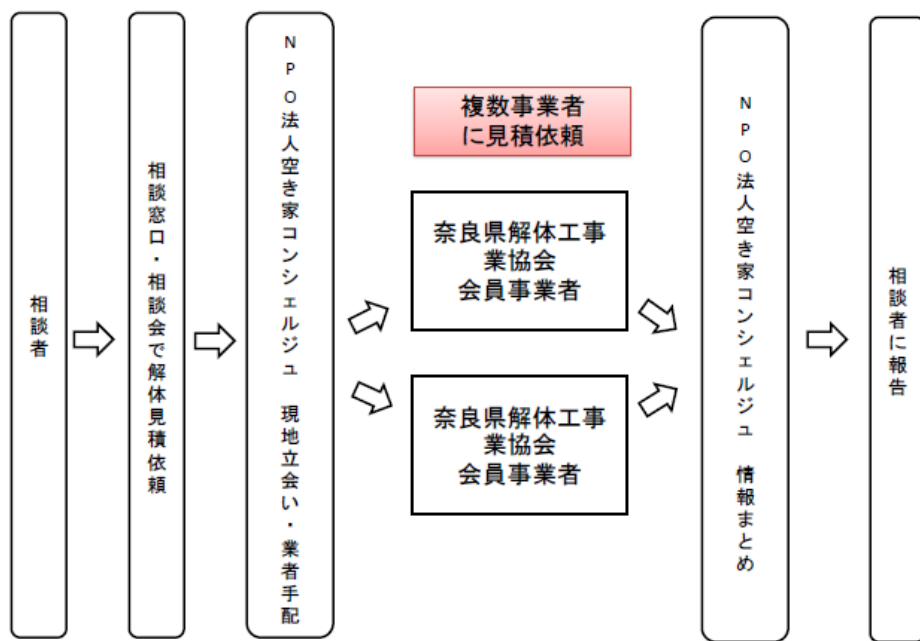 相談者
相談窓口・相談会で解体見積依頼
NPO法人空き家コンシェルジュ 現地立会い・業者手配
複数事業者
に見積依頼
奈良県解体工事
業協会
会員事業者
奈良県解体工事
業協会
会員事業者
NPO法人空き家コンシェルジュ 情報まとめ
相談者に報告